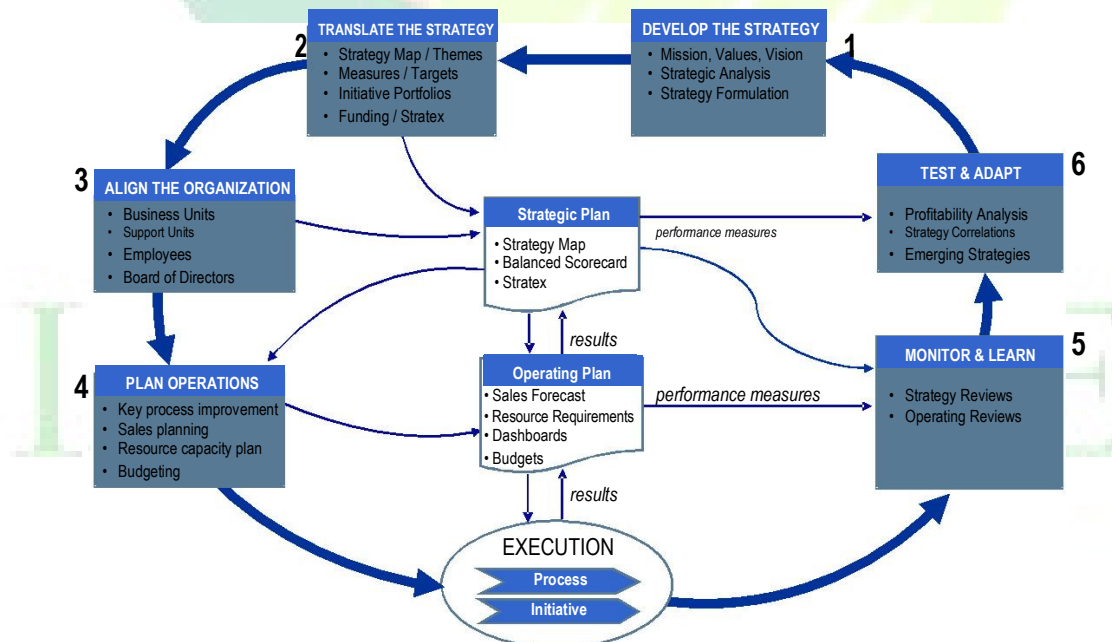 TRANSLATE THE STRATEGY
2
• Strategy Map / Themes
• Measures / Targets
• Initiative Portfolios
• Funding / Stratex
DEVELOP THE STRATEGY
1
• Mission, Values, Vision
• Strategic Analysis
• Strategy Formulation
3
ALIGN THE ORGANIZATION
• Business Units
• Support Units
• Employees
• Board of Directors
Strategic Plan
• Strategy Map
• Balanced Scorecard
• Stratex
performance measures
6
TEST & ADAPT
• Profitability Analysis
• Strategy Correlations
• Emerging Strategies
results
4
PLAN OPERATIONS
• Key process improvement
• Sales planning
• Resource capacity plan
• Budgeting
Operating Plan
• Sales Forecast
• Resource Requirements
• Dashboards
• Budgets
performance measures
5
MONITOR & LEARN
• Strategy Reviews
• Operating Reviews
results
EXECUTION
Process
Initiative